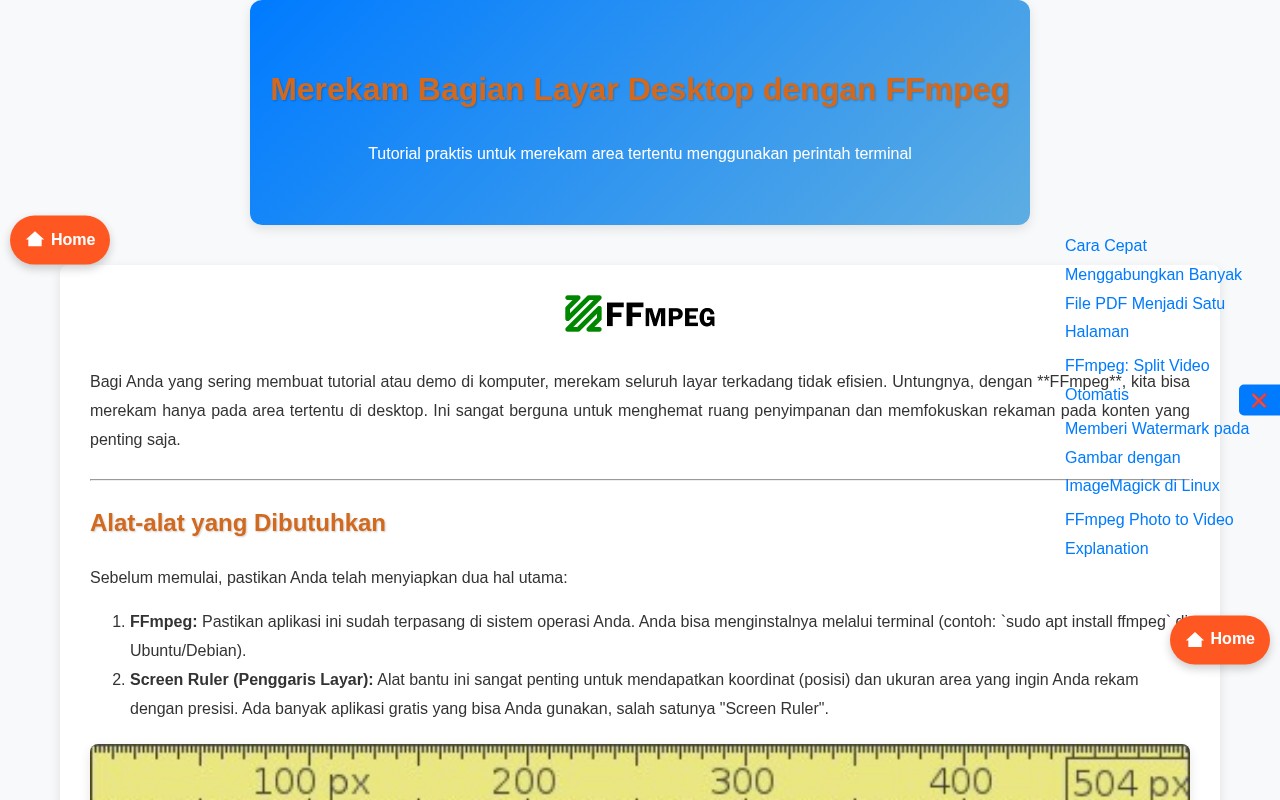 Merekam Bagian Layar Desktop dengan FFmpeg
Tutorial praktis untuk merekam area tertentu menggunakan perintah terminal
Home
Cara Cepat
Menggabungkan Banyak
File PDF Menjadi Satu
Halaman
FFmpeg: Split Video
Otomatis
Memberi Watermark pada
Gambar dengan
ImageMagick di Linux
FFmpeg Photo to Video
Explanation
FFMPEG
Bagi Anda yang sering membuat tutorial atau demo di komputer, merekam seluruh layar terkadang tidak efisien. Untungnya, dengan **FFmpeg**, kita bisa
merekam hanya pada area tertentu di desktop. Ini sangat berguna untuk menghemat ruang penyimpanan dan memfokuskan rekaman pada konten yang
penting saja.
Alat-alat yang Dibutuhkan
Sebelum memulai, pastikan Anda telah menyiapkan dua hal utama:
1. FFmpeg: Pastikan aplikasi ini sudah terpasang di sistem operasi Anda. Anda bisa menginstalnya melalui terminal (contoh: `sudo apt install ffmpeg`
Ubuntu/Debian).
2. Screen Ruler (Penggaris Layar): Alat bantu ini sangat penting untuk mendapatkan koordinat (posisi) dan ukuran area yang ingin Anda rekam
dengan presisi. Ada banyak aplikasi gratis yang bisa Anda gunakan, salah satunya "Screen Ruler".
Home
100 px 200 300 400 504 px